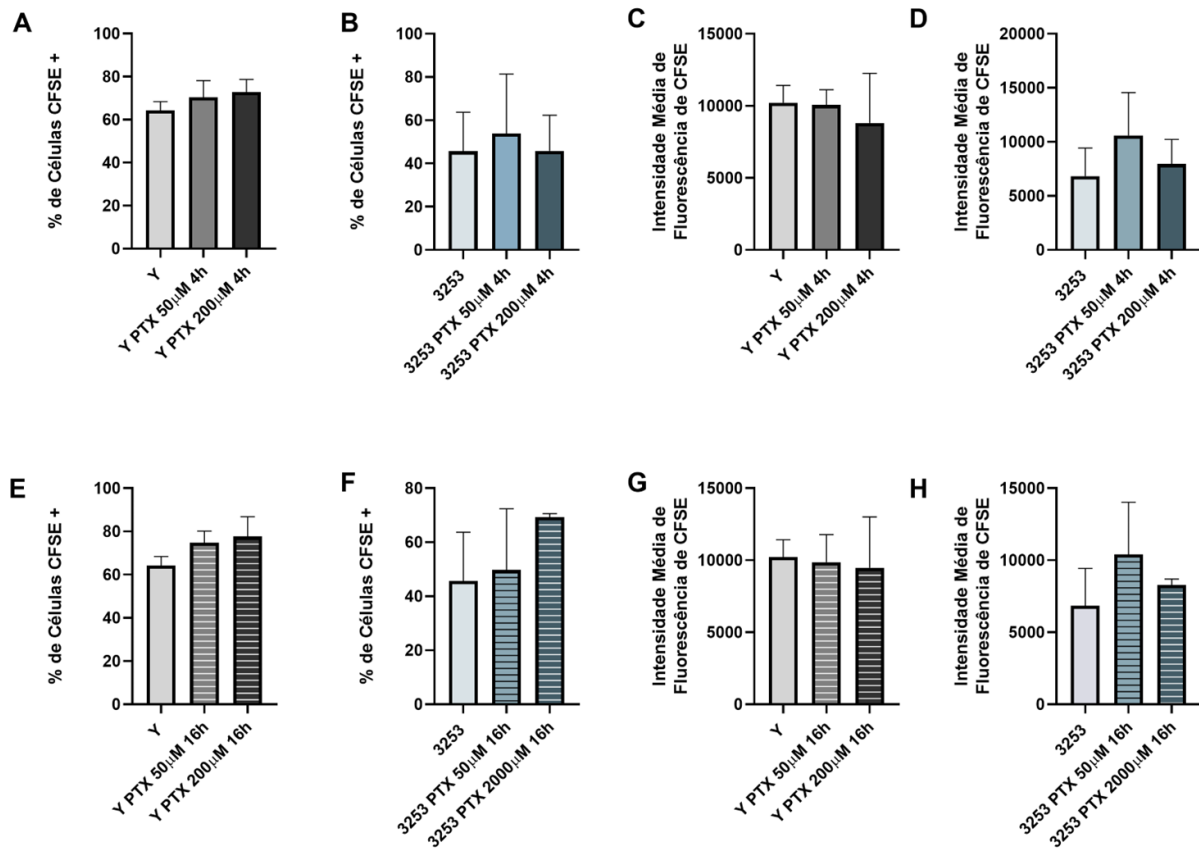 A
% de Células CFSE +
100
80
60
40
20
0
Y
Y PTX 50µM 4h
Y PTX 200µM 4h
B
% de Células CFSE +
100
80
60
40
20
0
3253
3253 PTX 50µM 4h
3253 PTX 200µM 4h
C
Intensidade Média de
Fluorescência de CFSE
15000
10000
5000
0
Y
Y PTX 50µM 4h
Y PTX 200µM 4h
D
Intensidade Média de
Fluorescência de CFSE
20000
15000
10000
5000
0
3253
3253 PTX 50µM 4h
3253 PTX 200µM 4h
E
% de Células CFSE +
100
80
60
40
20
0
Y
Y PTX 50µM 16h
Y PTX 200µM 16h
F
% de Células CFSE +
80
60
40
20
0
3253
3253 PTX 50µM 16h
3253 PTX 2000µM 16h
G
Intensidade Média de
Fluorescência de CFSE
15000
10000
5000
0
Y
Y PTX 50µM 16h
Y PTX 200µM 16h
H
Intensidade Média de
Fluorescência de CFSE
15000
10000
5000
0
3253
3253 PTX 50µM 16h
3253 PTX 2000µM 16h